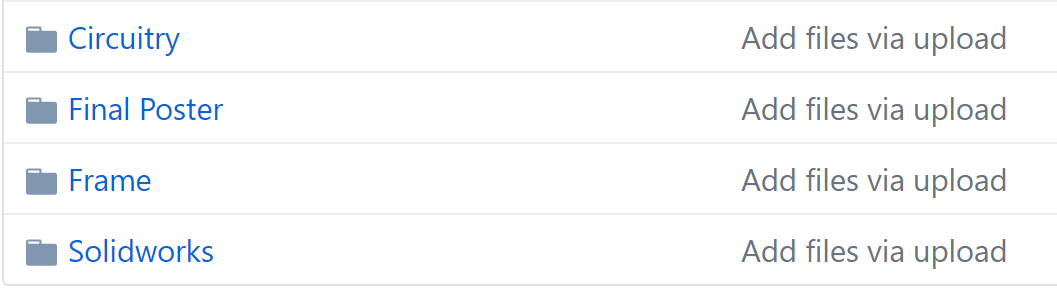 Circuitry Add files via upload
Final Poster Add files via upload
Frame Add files via upload
Solidworks Add files via upload